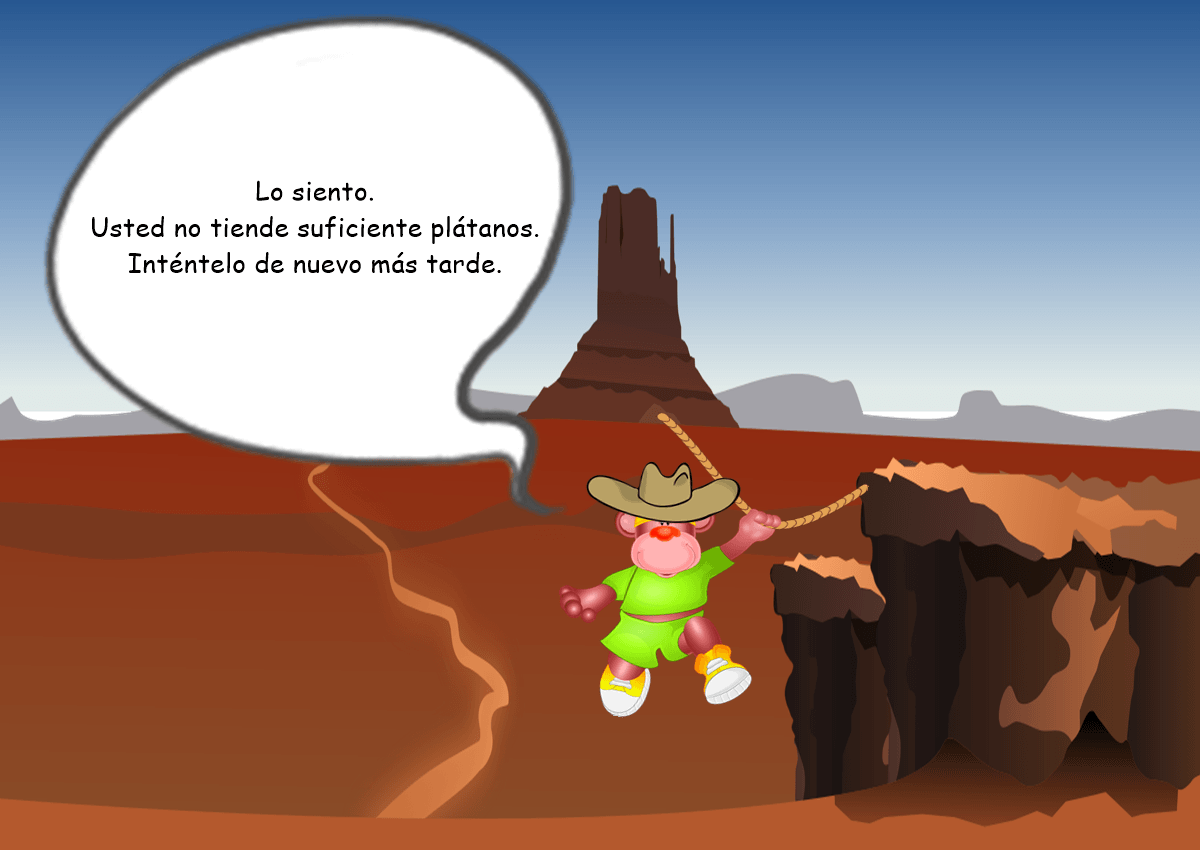 Lo siento.
Usted no tiende suficiente plátanos.
Inténtelo de nuevo más tarde.